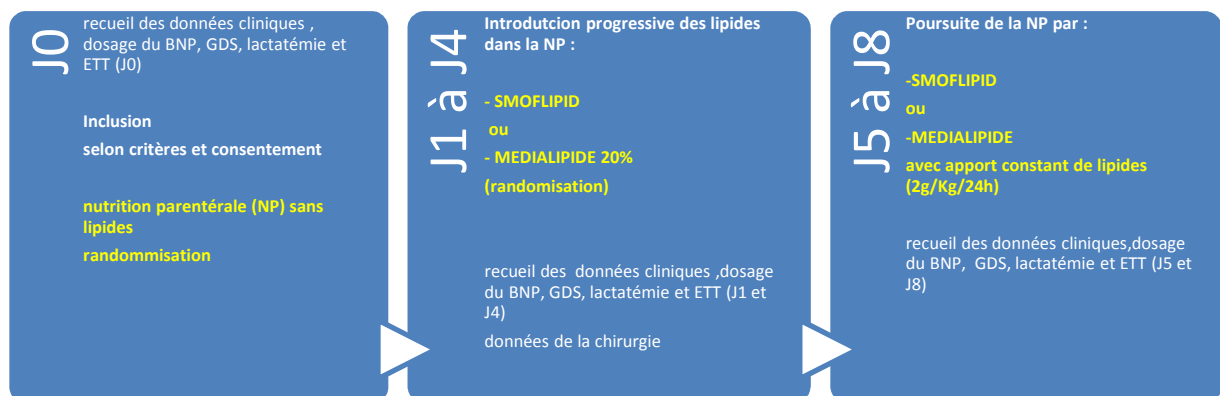 J0
recueil des données cliniques ,
dosage du BNP, GDS, lactatémie et
ETT (J0)
Inclusion
selon critères et consentement
nutrition parentérale (NP) sans
lipides
randommisation
J1 à J4
Introdutcion progressive des lipides
dans la NP :
- SMOFLIPID
ou
- MEDIALIPIDE 20%
(randomisation)
recueil des données cliniques ,dosage
du BNP, GDS, lactatémie et ETT (J1 et
J4)
données de la chirurgie
J5 à J8
Poursuite de la NP par :
-SMOFLIPID
ou
-MEDIALIPIDE
avec apport constant de lipides
(2g/Kg/24h)
recueil des données cliniques,dosage
du BNP, GDS, lactatémie et ETT (J5 et
J8)